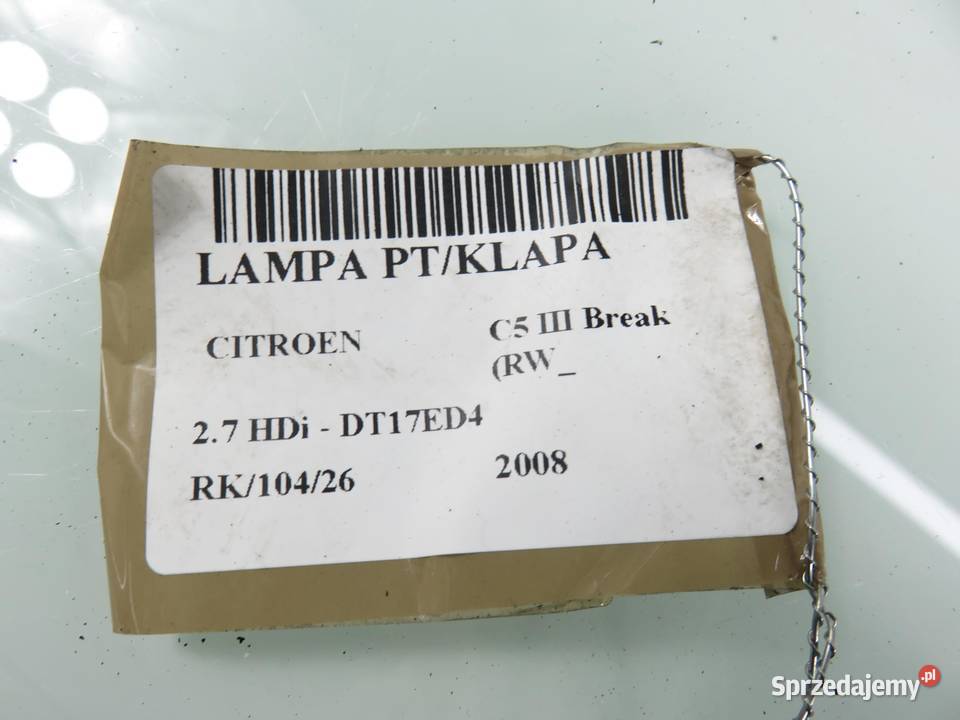 LAMPA PT/KLAPA
CITROEN
C5 III Break
(RW_
2.7 HDi - DT17ED4
RK/104/26
2008
Sprzedajemy.pl